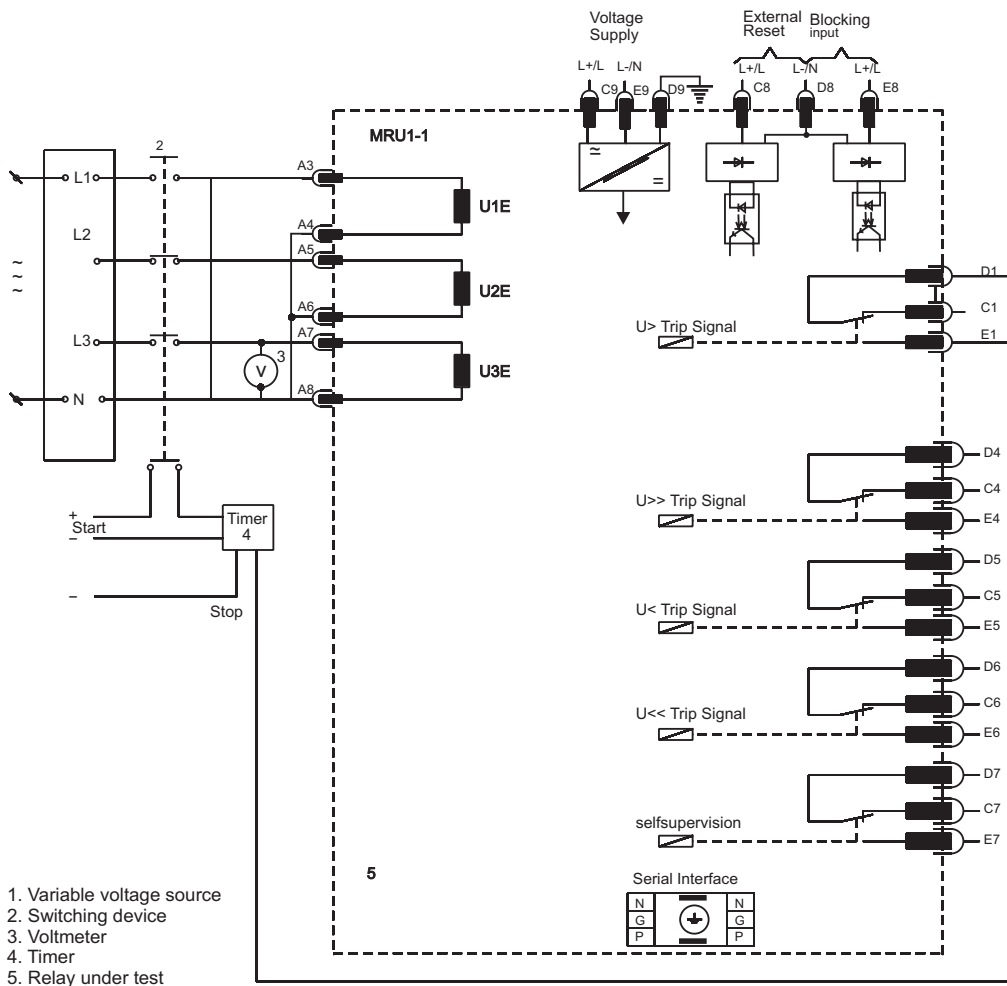 Voltage
Supply
External
Reset
Blocking
input
L+/L
L-/N
L+/L
L-/N
L+/L
C9
E9
D9
C8
D8
E8
MRU1-1
≃
=
2
L1
L2
L3
N
~
~
~
A3
A4
A5
A6
A7
A8
U1E
U2E
U3E
3
V
+
Start
–
–
Stop
Timer
4
U> Trip Signal
D1
C1
E1
U>> Trip Signal
D4
C4
E4
U< Trip Signal
D5
C5
E5
U<< Trip Signal
D6
C6
E6
selfsupervision
D7
C7
E7
5
Serial Interface
N
G
P
N
G
P
1. Variable voltage source
2. Switching device
3. Voltmeter
4. Timer
5. Relay under test